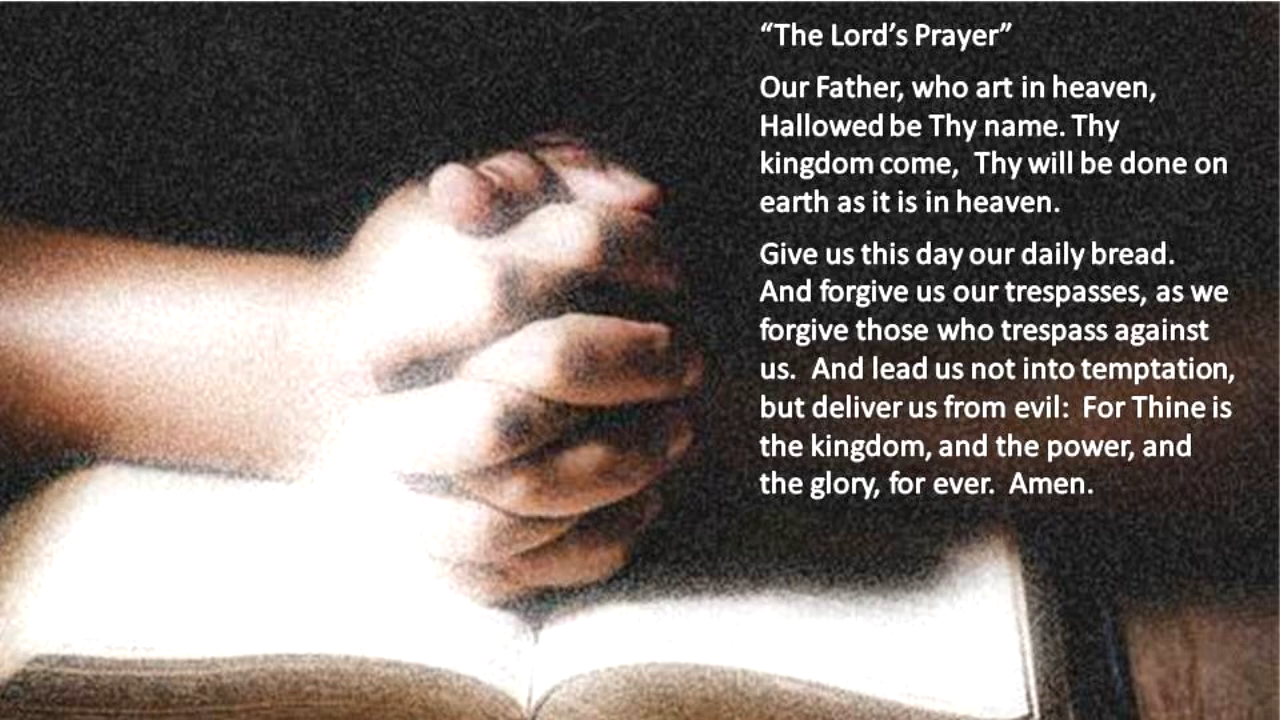 “The Lord’s Prayer”
Our Father, who art in heaven,
Hallowed be Thy name. Thy
kingdom come,  Thy will be done on
earth as it is in heaven.
Give us this day our daily bread.
And forgive us our trespasses, as we
forgive those who trespass against
us.  And lead us not into temptation,
but deliver us from evil:  For Thine is
the kingdom, and the power, and
the glory, for ever.  Amen.